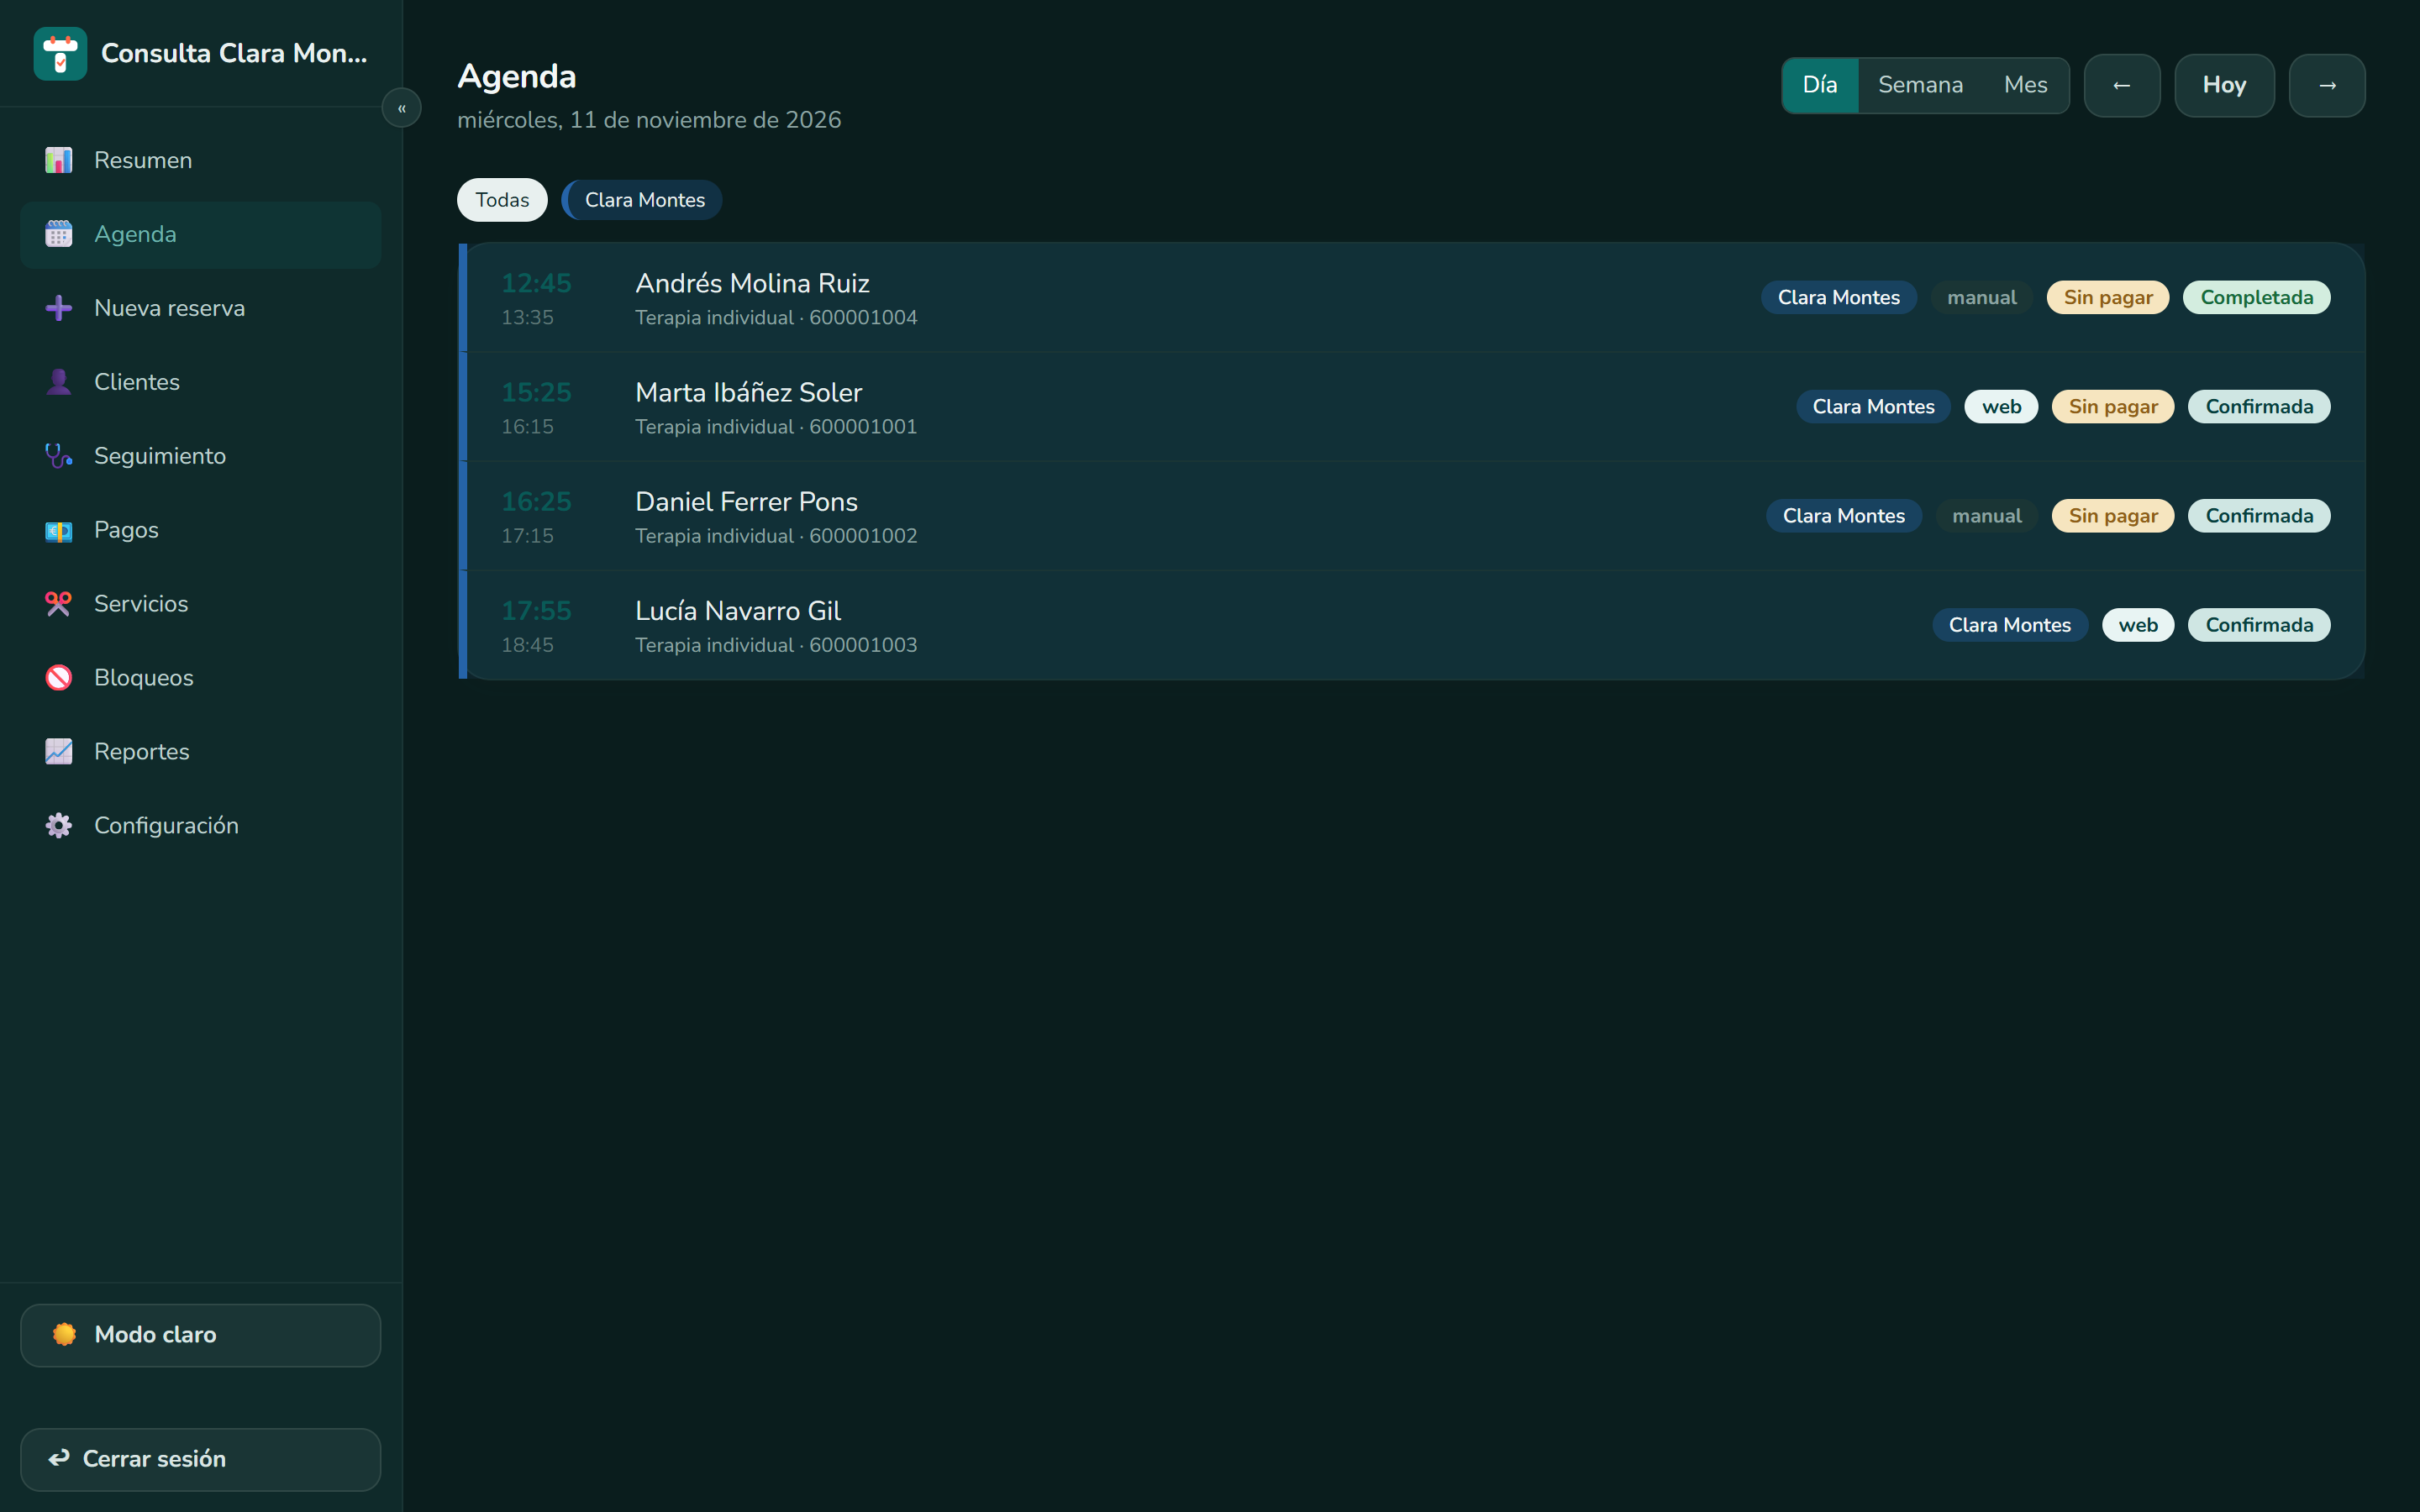 Consulta Clara Mon...
«
Resumen
Agenda
Nueva reserva
Clientes
Seguimiento
Pagos
Servicios
Bloqueos
Reportes
Configuración
Modo claro
Cerrar sesión
Agenda
miércoles, 11 de noviembre de 2026
Día Semana Mes ← Hoy →
Todas Clara Montes
12:45 Andrés Molina Ruiz Clara Montes manual Sin pagar Completada
13:35 Terapia individual · 600001004
15:25 Marta Ibáñez Soler Clara Montes web Sin pagar Confirmada
16:15 Terapia individual · 600001001
16:25 Daniel Ferrer Pons Clara Montes manual Sin pagar Confirmada
17:15 Terapia individual · 600001002
17:55 Lucía Navarro Gil Clara Montes web Confirmada
18:45 Terapia individual · 600001003